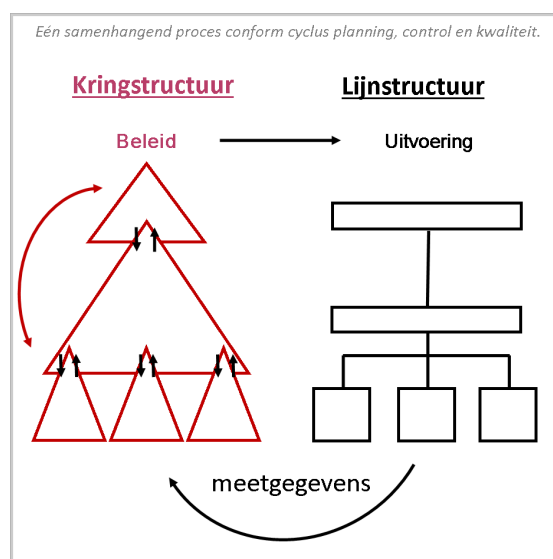 Eén samenhangend proces conform cyclus planning, control en kwaliteit.
Kringstructuur
Lijnstructuur
Beleid
Uitvoering
meetgegevens